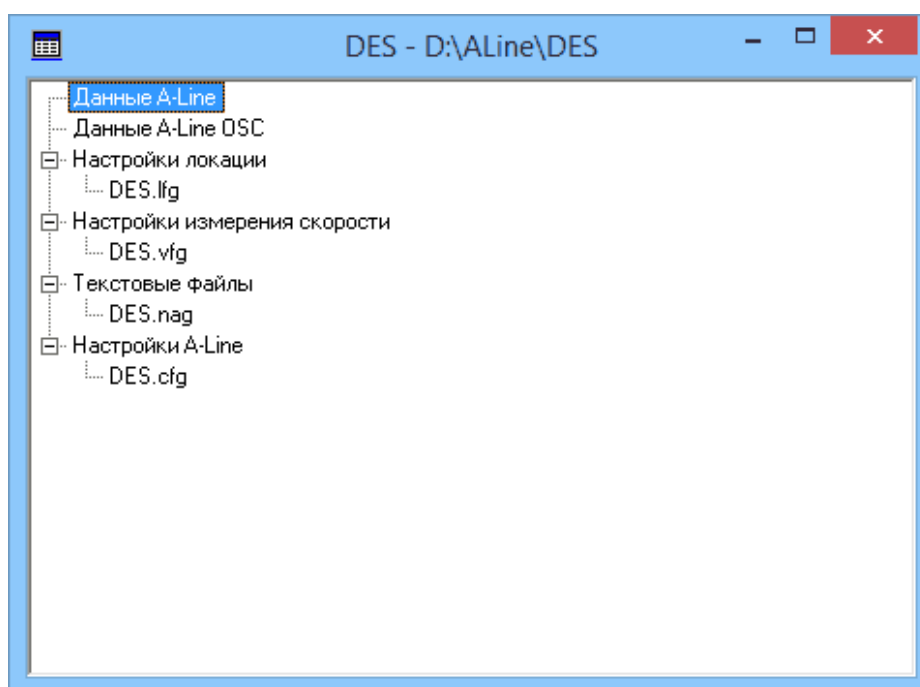 DES - D:\ALine\DES
Данные A-Line
Данные A-Line OSC
Настройки локации
DES.lfg
Настройки измерения скорости
DES.vfg
Текстовые файлы
DES.nag
Настройки A-Line
DES.cfg